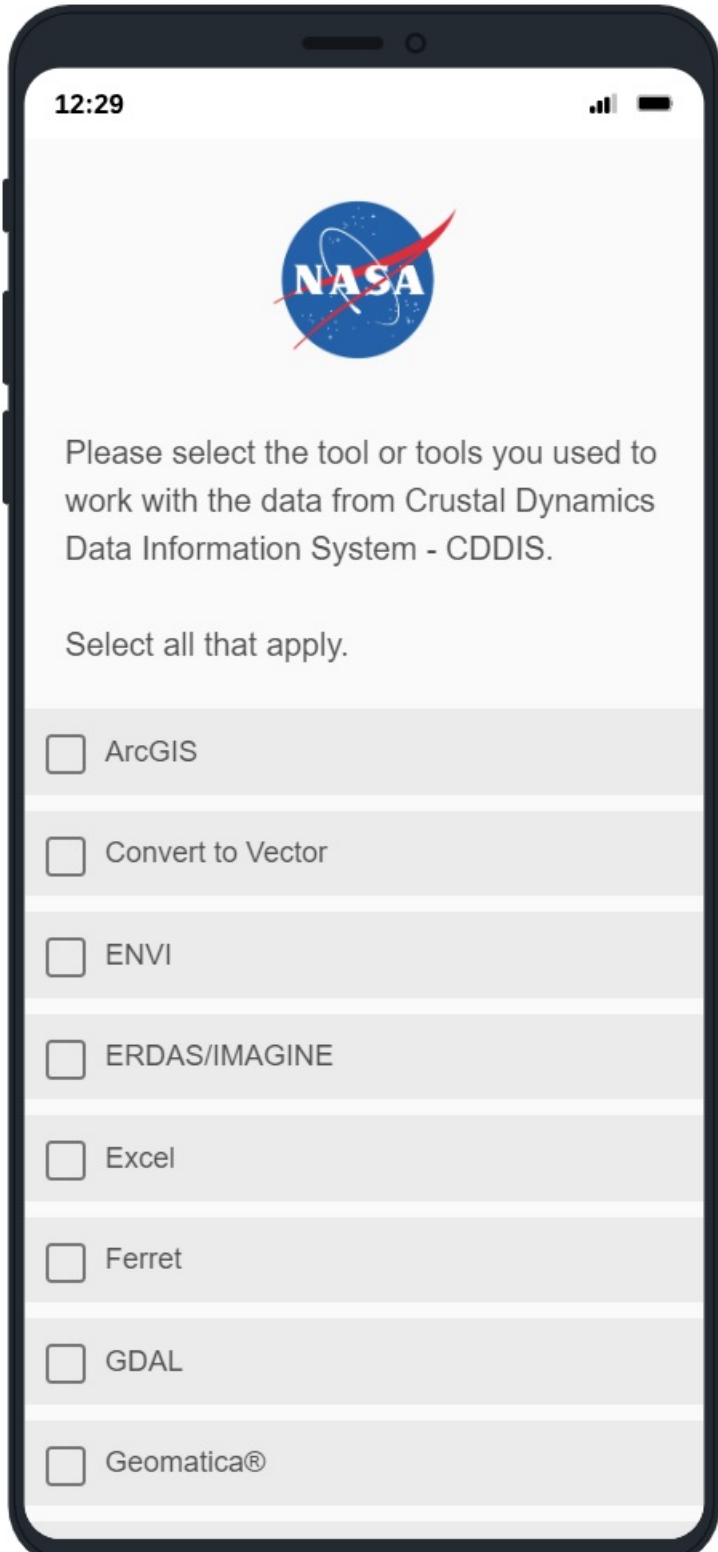 12:29
NASA
Please select the tool or tools you used to
work with the data from Crustal Dynamics
Data Information System - CDDIS.
Select all that apply.
ArcGIS
Convert to Vector
ENVI
ERDAS/IMAGINE
Excel
Ferret
GDAL
Geomatica®